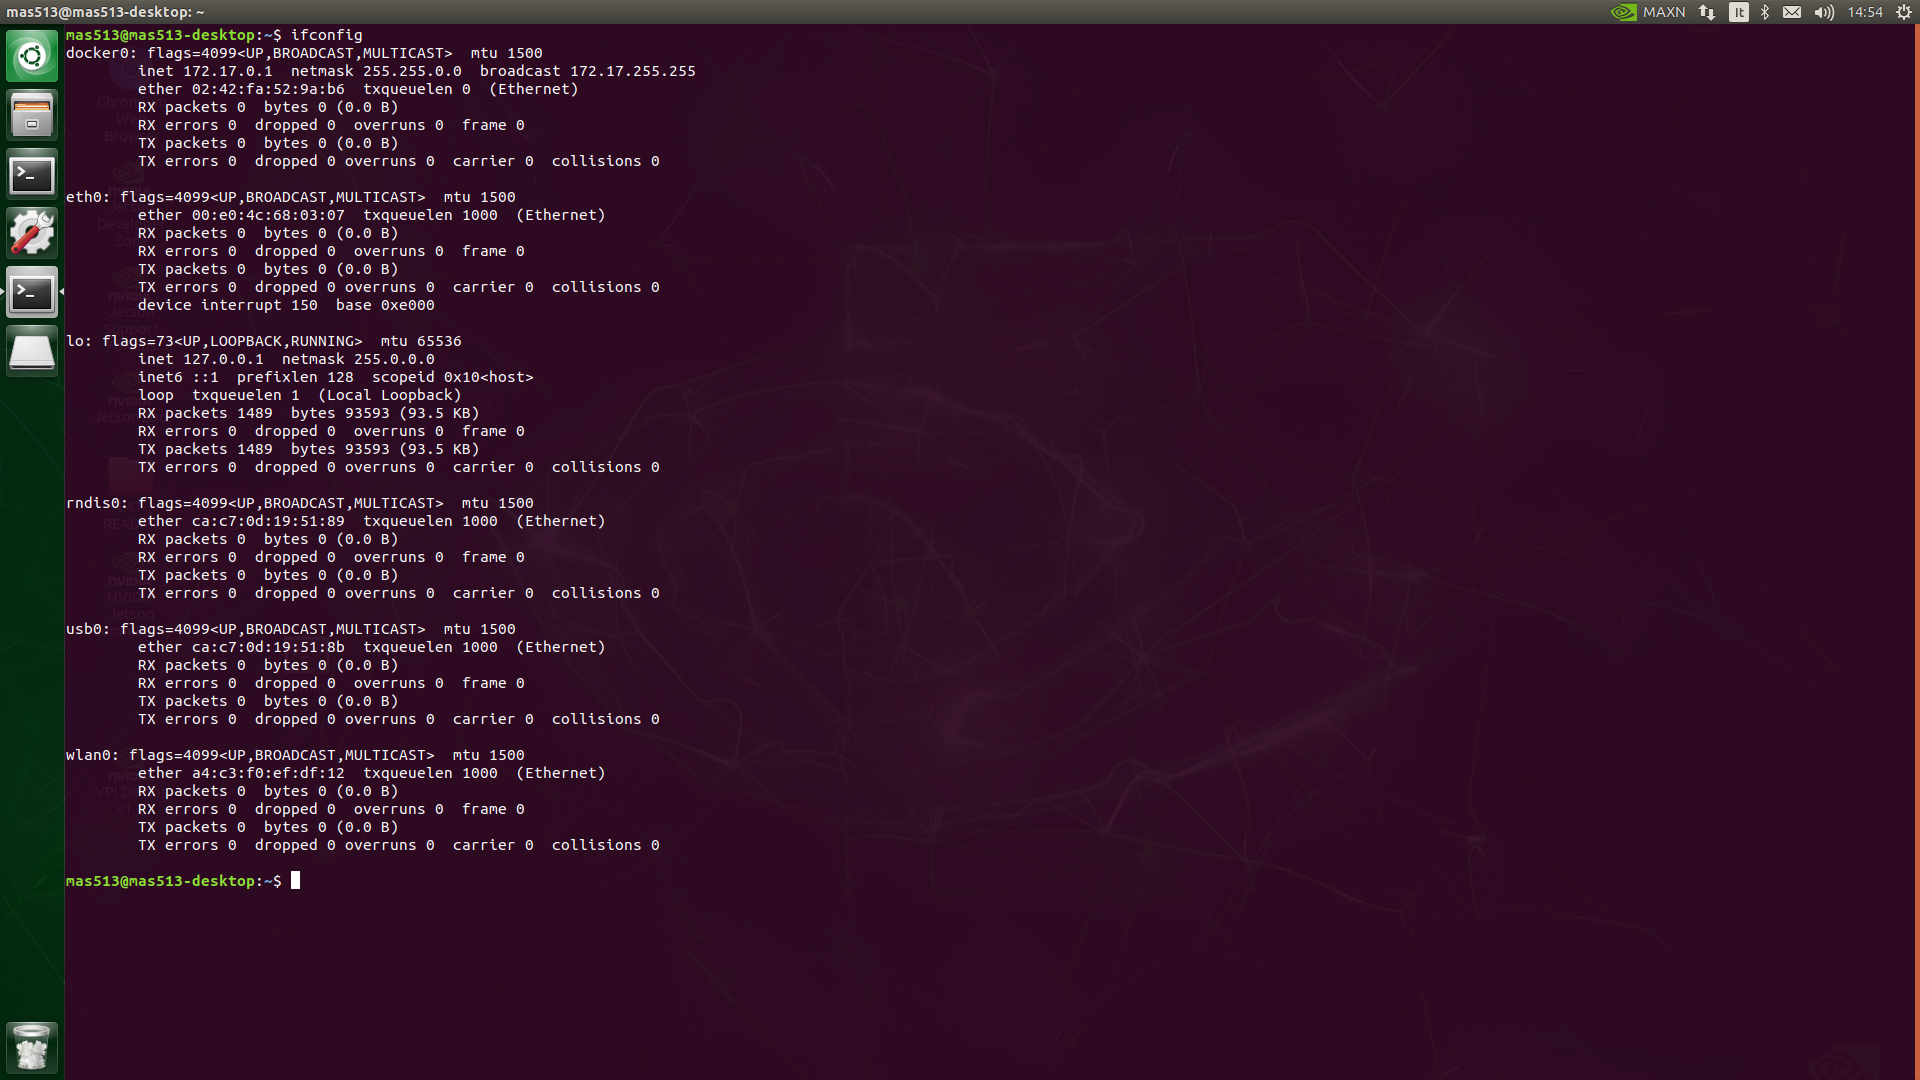 mas513@mas513-desktop: ~
MAXN
It
14:54
mas513@mas513-desktop:~$ ifconfig
docker0: flags=4099<UP,BROADCAST,MULTICAST>  mtu 1500
        inet 172.17.0.1  netmask 255.255.0.0  broadcast 172.17.255.255
        ether 02:42:fa:52:9a:b6  txqueuelen 0  (Ethernet)
        RX packets 0  bytes 0 (0.0 B)
        RX errors 0  dropped 0  overruns 0  frame 0
        TX packets 0  bytes 0 (0.0 B)
        TX errors 0  dropped 0 overruns 0  carrier 0  collisions 0
eth0: flags=4099<UP,BROADCAST,MULTICAST>  mtu 1500
        ether 00:e0:4c:68:03:07  txqueuelen 1000  (Ethernet)
        RX packets 0  bytes 0 (0.0 B)
        RX errors 0  dropped 0  overruns 0  frame 0
        TX packets 0  bytes 0 (0.0 B)
        TX errors 0  dropped 0 overruns 0  carrier 0  collisions 0
        device interrupt 150  base 0xe000
lo: flags=73<UP,LOOPBACK,RUNNING>  mtu 65536
        inet 127.0.0.1  netmask 255.0.0.0
        inet6 ::1  prefixlen 128  scopeid 0x10<host>
        loop  txqueuelen 1  (Local Loopback)
        RX packets 1489  bytes 93593 (93.5 KB)
        RX errors 0  dropped 0  overruns 0  frame 0
        TX packets 1489  bytes 93593 (93.5 KB)
        TX errors 0  dropped 0 overruns 0  carrier 0  collisions 0
rndis0: flags=4099<UP,BROADCAST,MULTICAST>  mtu 1500
        ether ca:c7:0d:19:51:89  txqueuelen 1000  (Ethernet)
        RX packets 0  bytes 0 (0.0 B)
        RX errors 0  dropped 0  overruns 0  frame 0
        TX packets 0  bytes 0 (0.0 B)
        TX errors 0  dropped 0 overruns 0  carrier 0  collisions 0
usb0: flags=4099<UP,BROADCAST,MULTICAST>  mtu 1500
        ether ca:c7:0d:19:51:8b  txqueuelen 1000  (Ethernet)
        RX packets 0  bytes 0 (0.0 B)
        RX errors 0  dropped 0  overruns 0  frame 0
        TX packets 0  bytes 0 (0.0 B)
        TX errors 0  dropped 0 overruns 0  carrier 0  collisions 0
wlan0: flags=4099<UP,BROADCAST,MULTICAST>  mtu 1500
        ether a4:c3:f0:ef:df:12  txqueuelen 1000  (Ethernet)
        RX packets 0  bytes 0 (0.0 B)
        RX errors 0  dropped 0  overruns 0  frame 0
        TX packets 0  bytes 0 (0.0 B)
        TX errors 0  dropped 0 overruns 0  carrier 0  collisions 0
mas513@mas513-desktop:~$